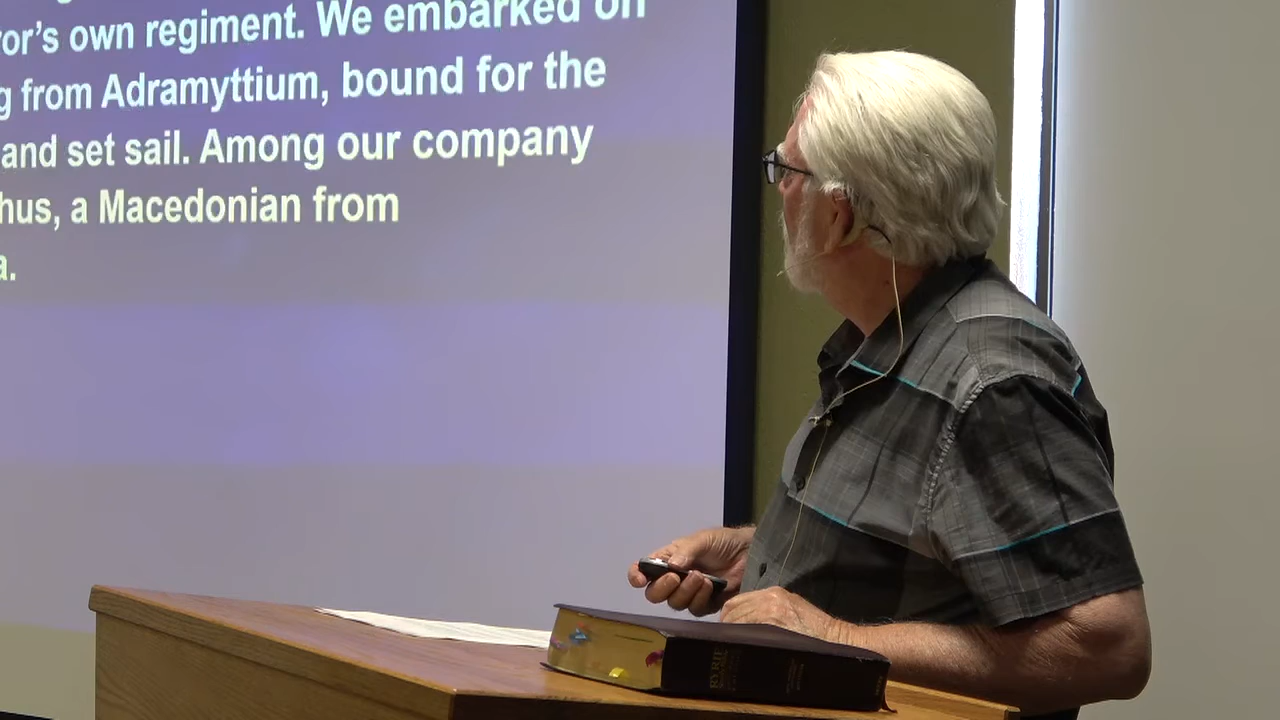 ror's own regiment. We embarked on
g from Adramyttium, bound for the
and set sail. Among our company
hus, a Macedonian from
a.